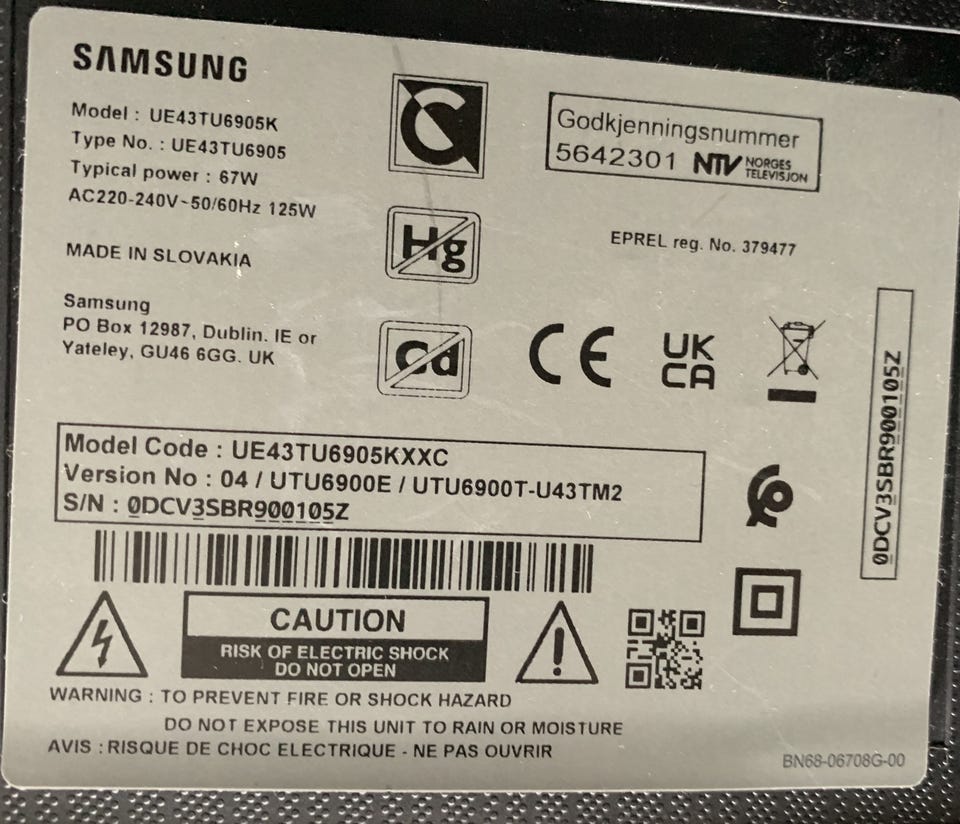 SAMSUNG
Model : UE43TU6905K
Type No. : UE43TU6905
Typical power : 67W
AC220-240V~50/60Hz 125W
MADE IN SLOVAKIA
Samsung
PO Box 12987, Dublin. IE or
Yateley, GU46 6GG. UK
Hg
Cd
Godkjenningsnummer
5642301 NTV NORGES
TELEVISJON
EPREL reg. No. 379477
CE
UK
CA
Model Code : UE43TU6905KXXC
Version No : 04 / UTU6900E / UTU6900T-U43TM2
S/N : 0DCV3SBR900105Z
0DCV3SBR900105Z
CAUTION
RISK OF ELECTRIC SHOCK
DO NOT OPEN
WARNING : TO PREVENT FIRE OR SHOCK HAZARD
DO NOT EXPOSE THIS UNIT TO RAIN OR MOISTURE
AVIS : RISQUE DE CHOC ELECTRIQUE - NE PAS OUVRIR
BN68-06708G-00